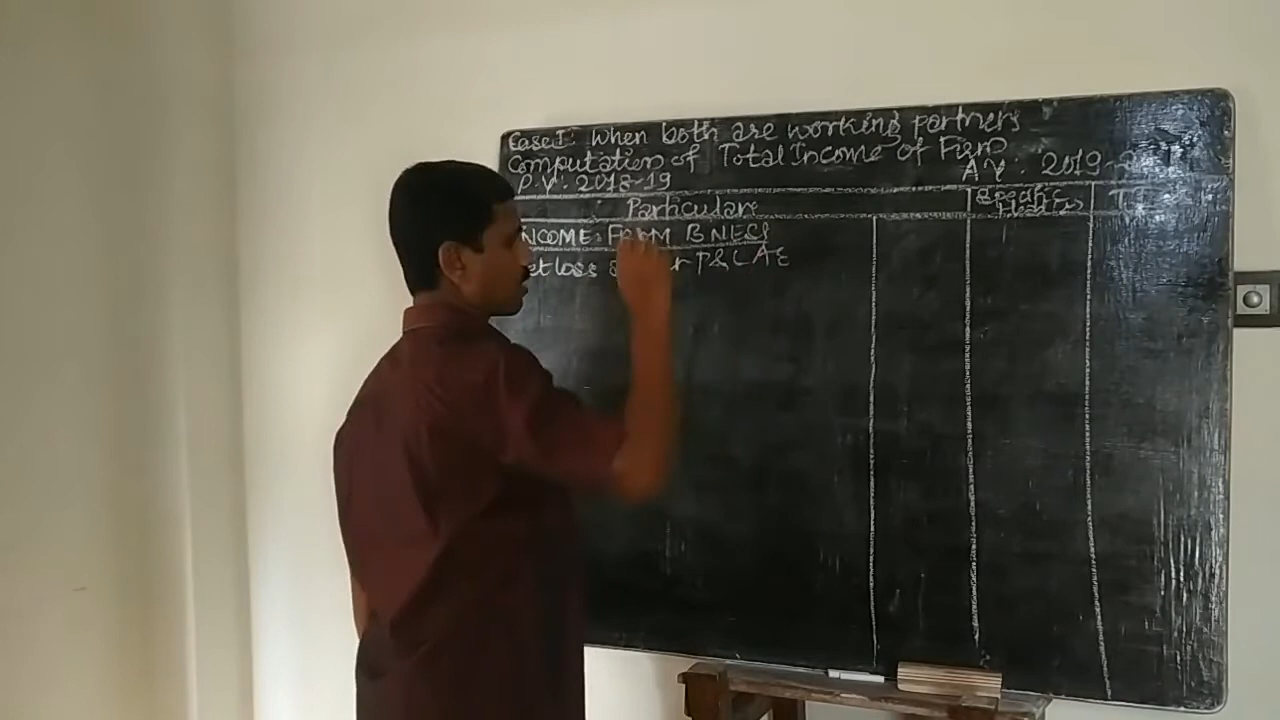 Case I: When both are working partners
Computation of Total Income of Firm
P.Y. 2018-19 A.Y. 2019-
Particulars Specific
INCOME FROM BNESS
Net loss P&L A/C